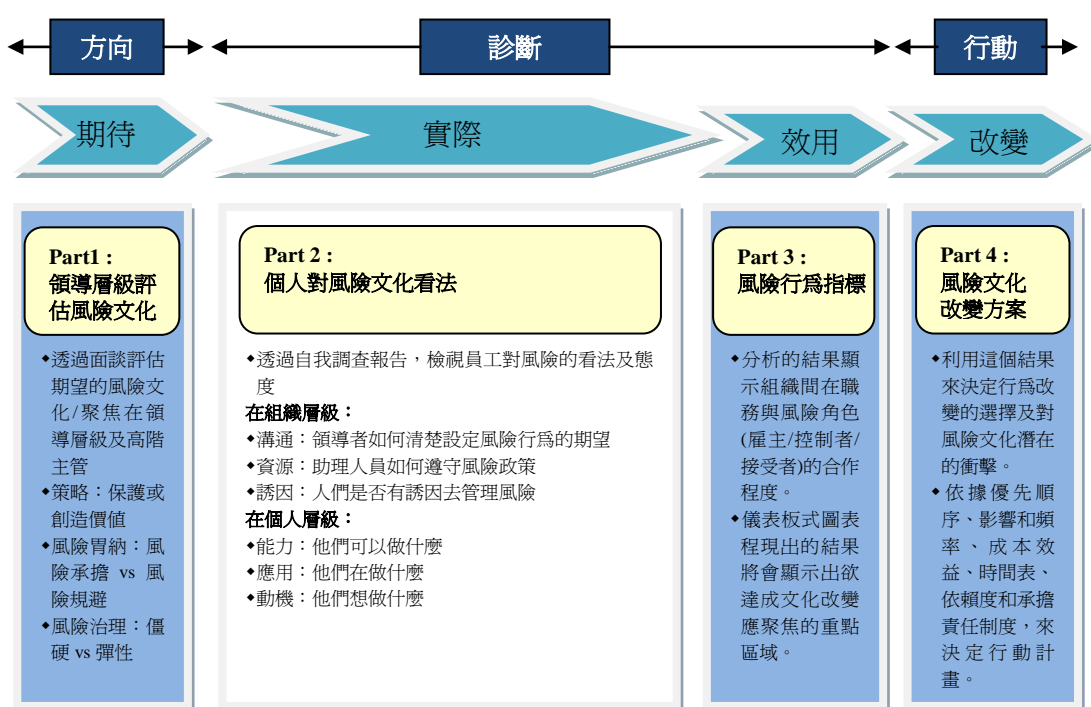 方向
診斷
行動
期待
實際
效用
改變
Part1 :
領導層級評
估風險文化
◆透過面談評估
期望的風險文
化/聚焦在領
導層級及高階
主管
◆策略：保護或
創造價值
◆風險胃納：風
險承擔 vs 風
險規避
◆風險治理：僵
硬 vs 彈性
Part 2 :
個人對風險文化看法
◆透過自我調查報告，檢視員工對風險的看法及態
度
在組織層級：
◆溝通：領導者如何清楚設定風險行為的期望
◆資源：助理人員如何遵守風險政策
◆誘因：人們是否有誘因去管理風險
在個人層級：
◆能力：他們可以做什麼
◆應用：他們在做什麼
◆動機：他們想做什麼
Part 3 :
風險行為指標
◆分析的結果顯
示組織間在職
務與風險角色
(雇主/控制者/
接受者)的合作
程度。
◆儀表板式圖表
程現出的結果
將會顯示出欲
達成文化改變
應聚焦的重點
區域。
Part 4 :
風險文化
改變方案
◆利用這個結果
來決定行為改
變的選擇及對
風險文化潛在
的衝擊。
◆依據優先順
序、影響和頻
率、成本效
益、時間表、
依賴度和承擔
責任制度，來
決定行動計
畫。